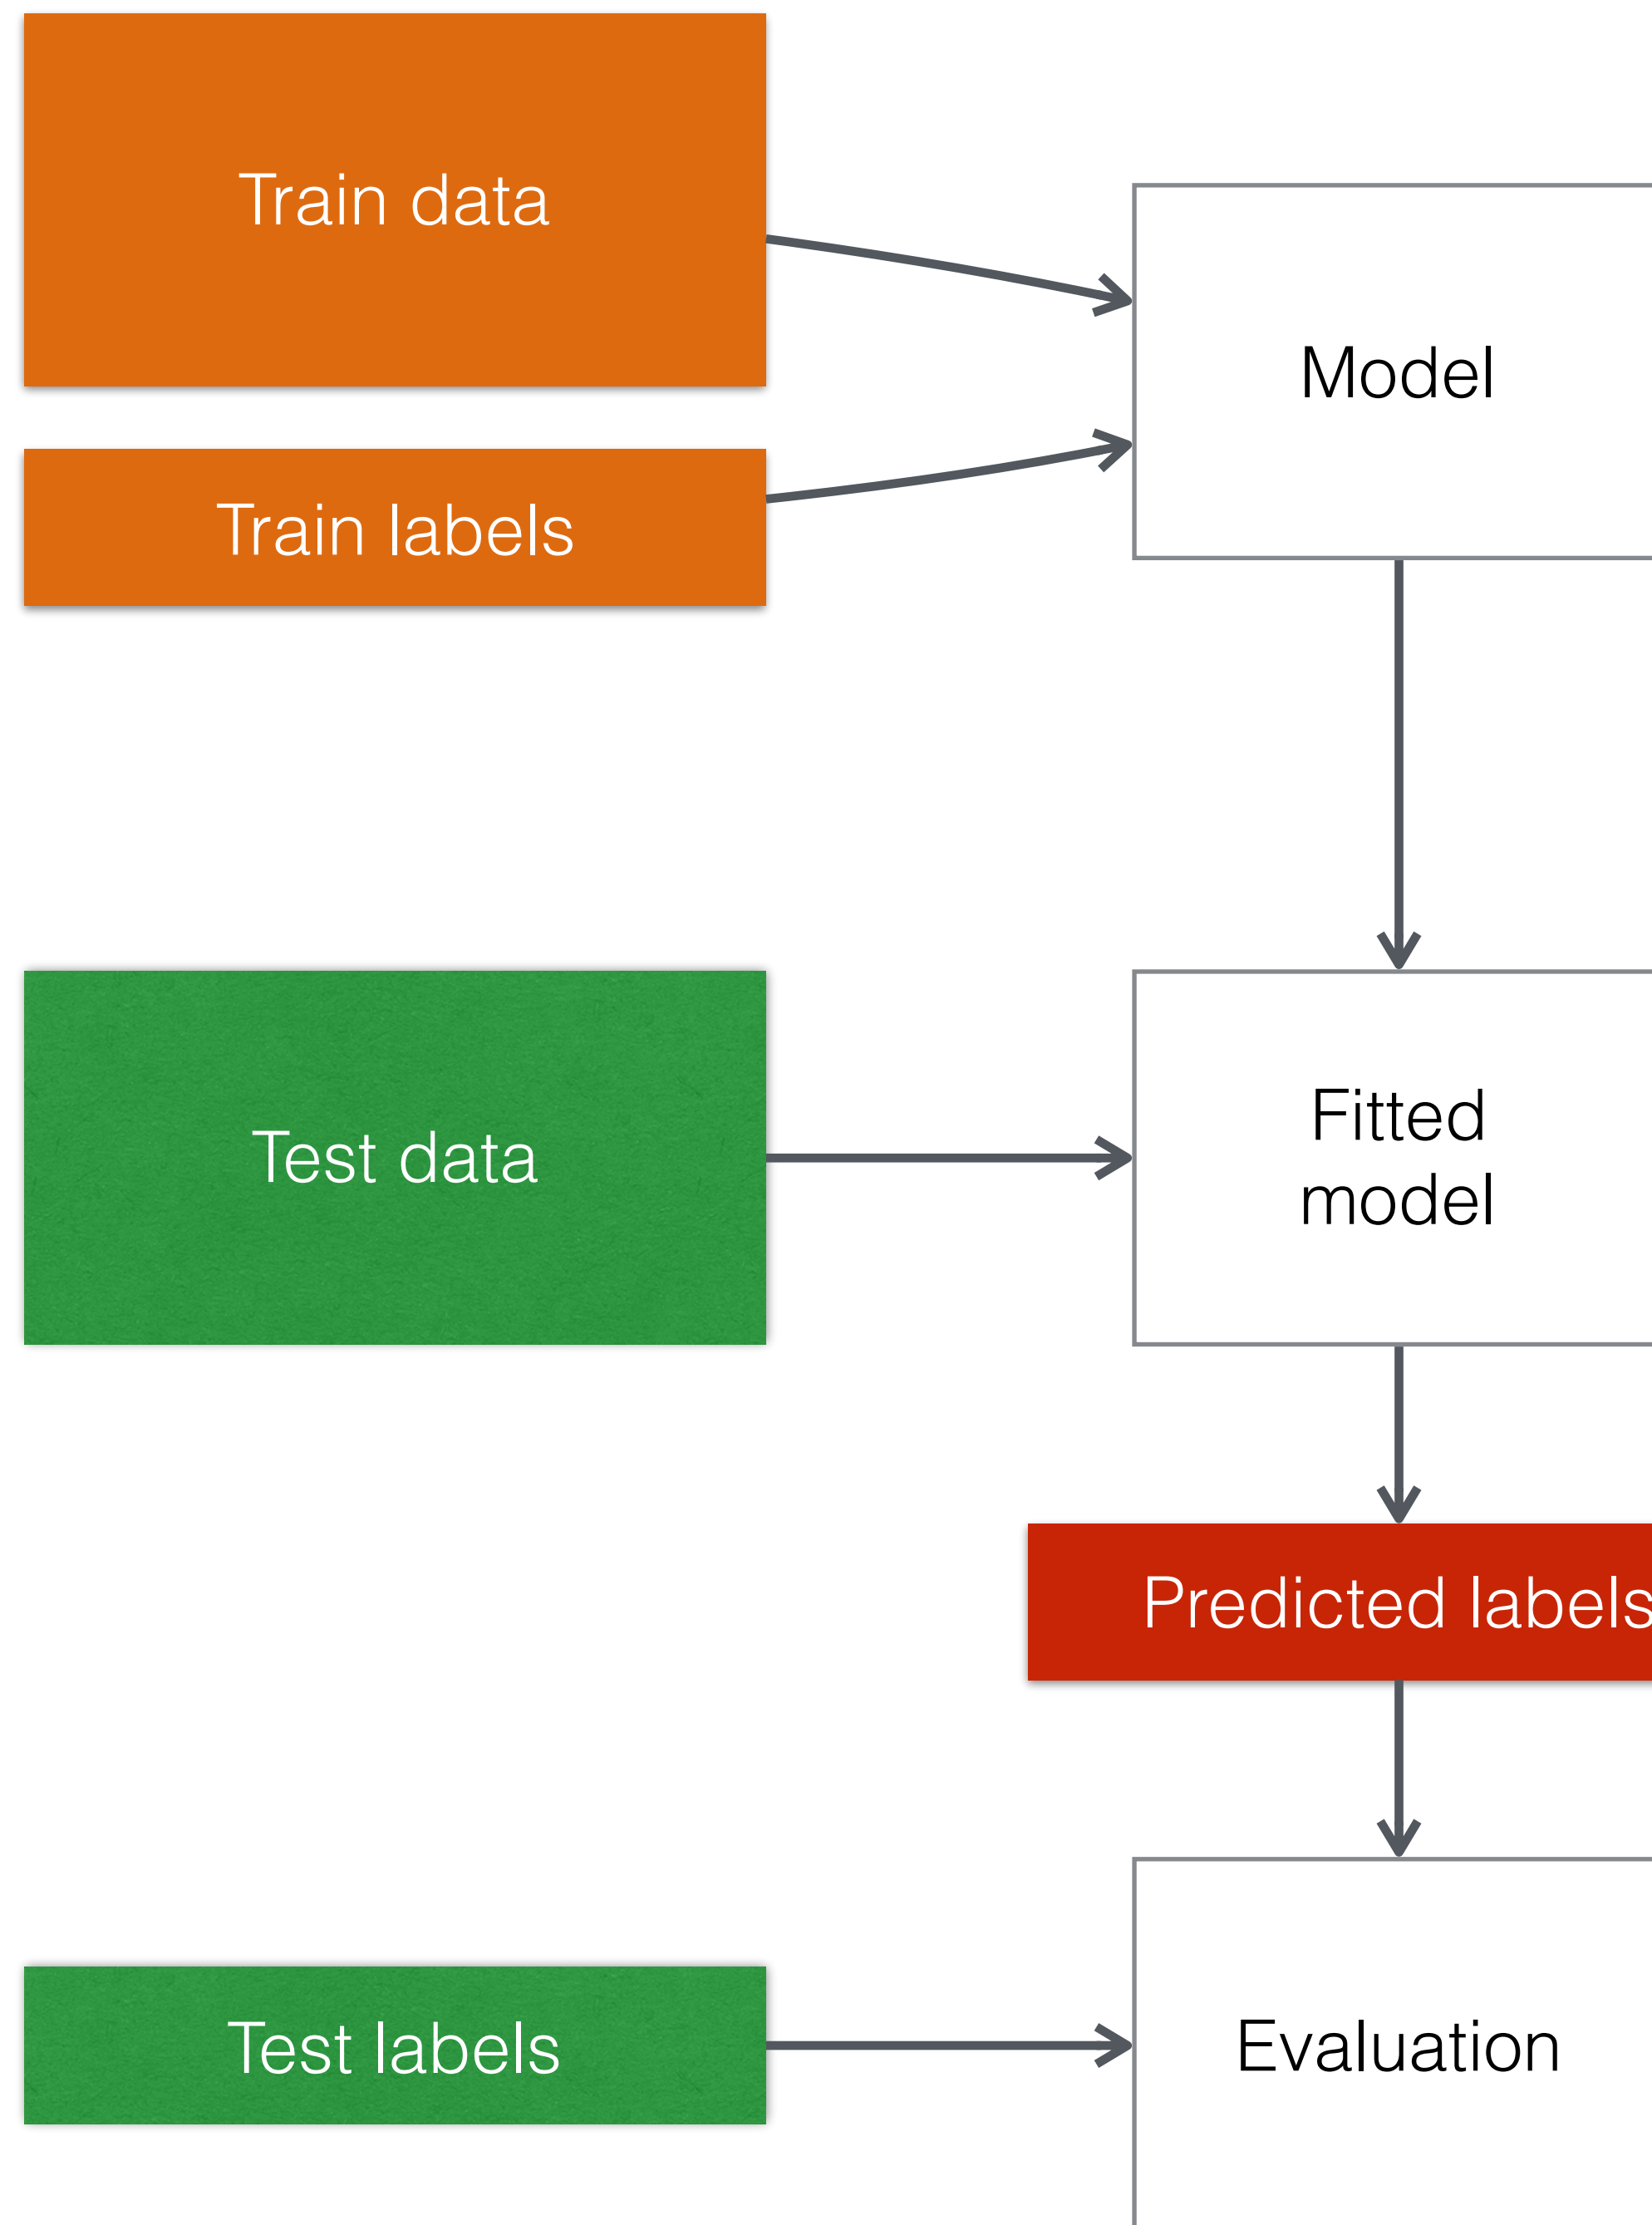 Train data
Model
Train labels
Test data
Fitted
model
Predicted labels
Test labels
Evaluation